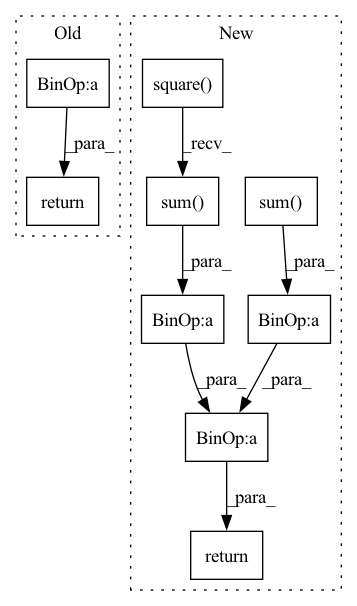 Old
New
BinOp:a
square()
_para_
_recv_
return
sum()
sum()
_para_
_para_
BinOp:a
BinOp:a
_para_
_para_
BinOp:a
_para_
return